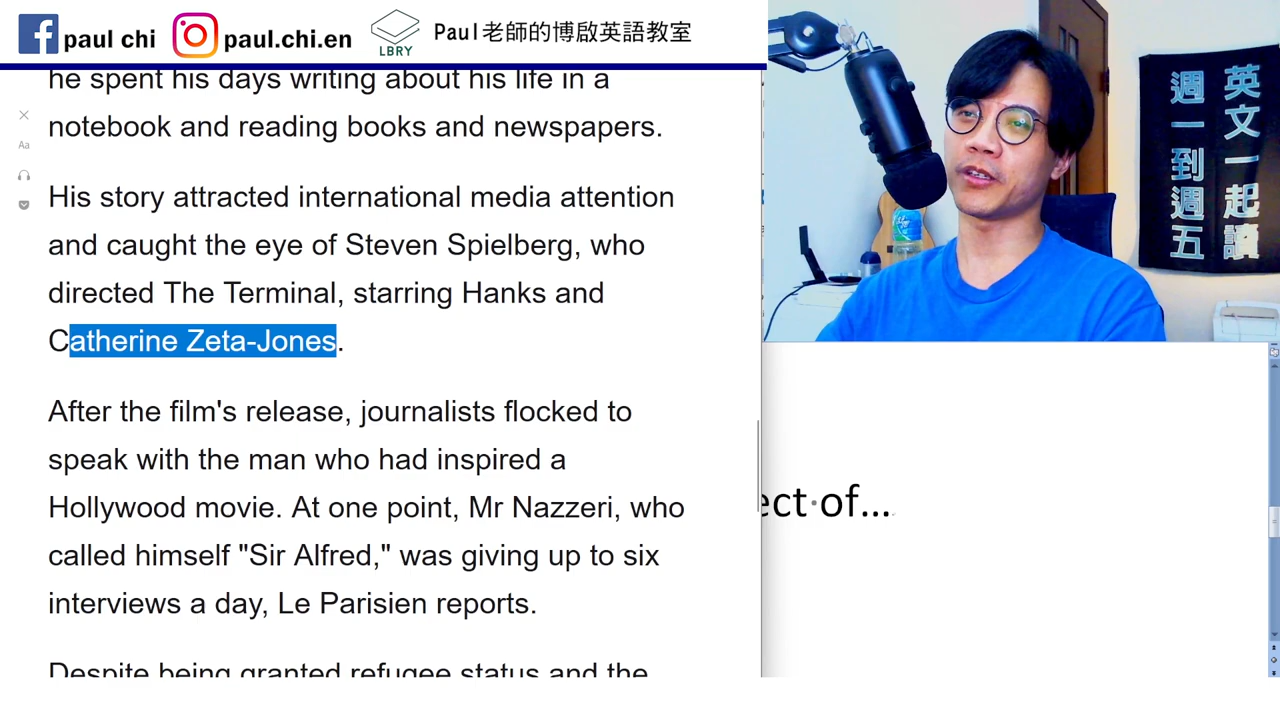 paul chi
paul.chi.en
LBRY
Paul老師的博啟英語教室
he spent his days writing about his life in a
notebook and reading books and newspapers.
Aa
His story attracted international media attention
and caught the eye of Steven Spielberg, who
directed The Terminal, starring Hanks and
Catherine Zeta-Jones.
After the film's release, journalists flocked to
speak with the man who had inspired a
Hollywood movie. At one point, Mr Nazzeri, who
called himself "Sir Alfred," was giving up to six
interviews a day, Le Parisien reports.
Despite being granted refugee status and the
英文一起讀
週一到週五
ect of...